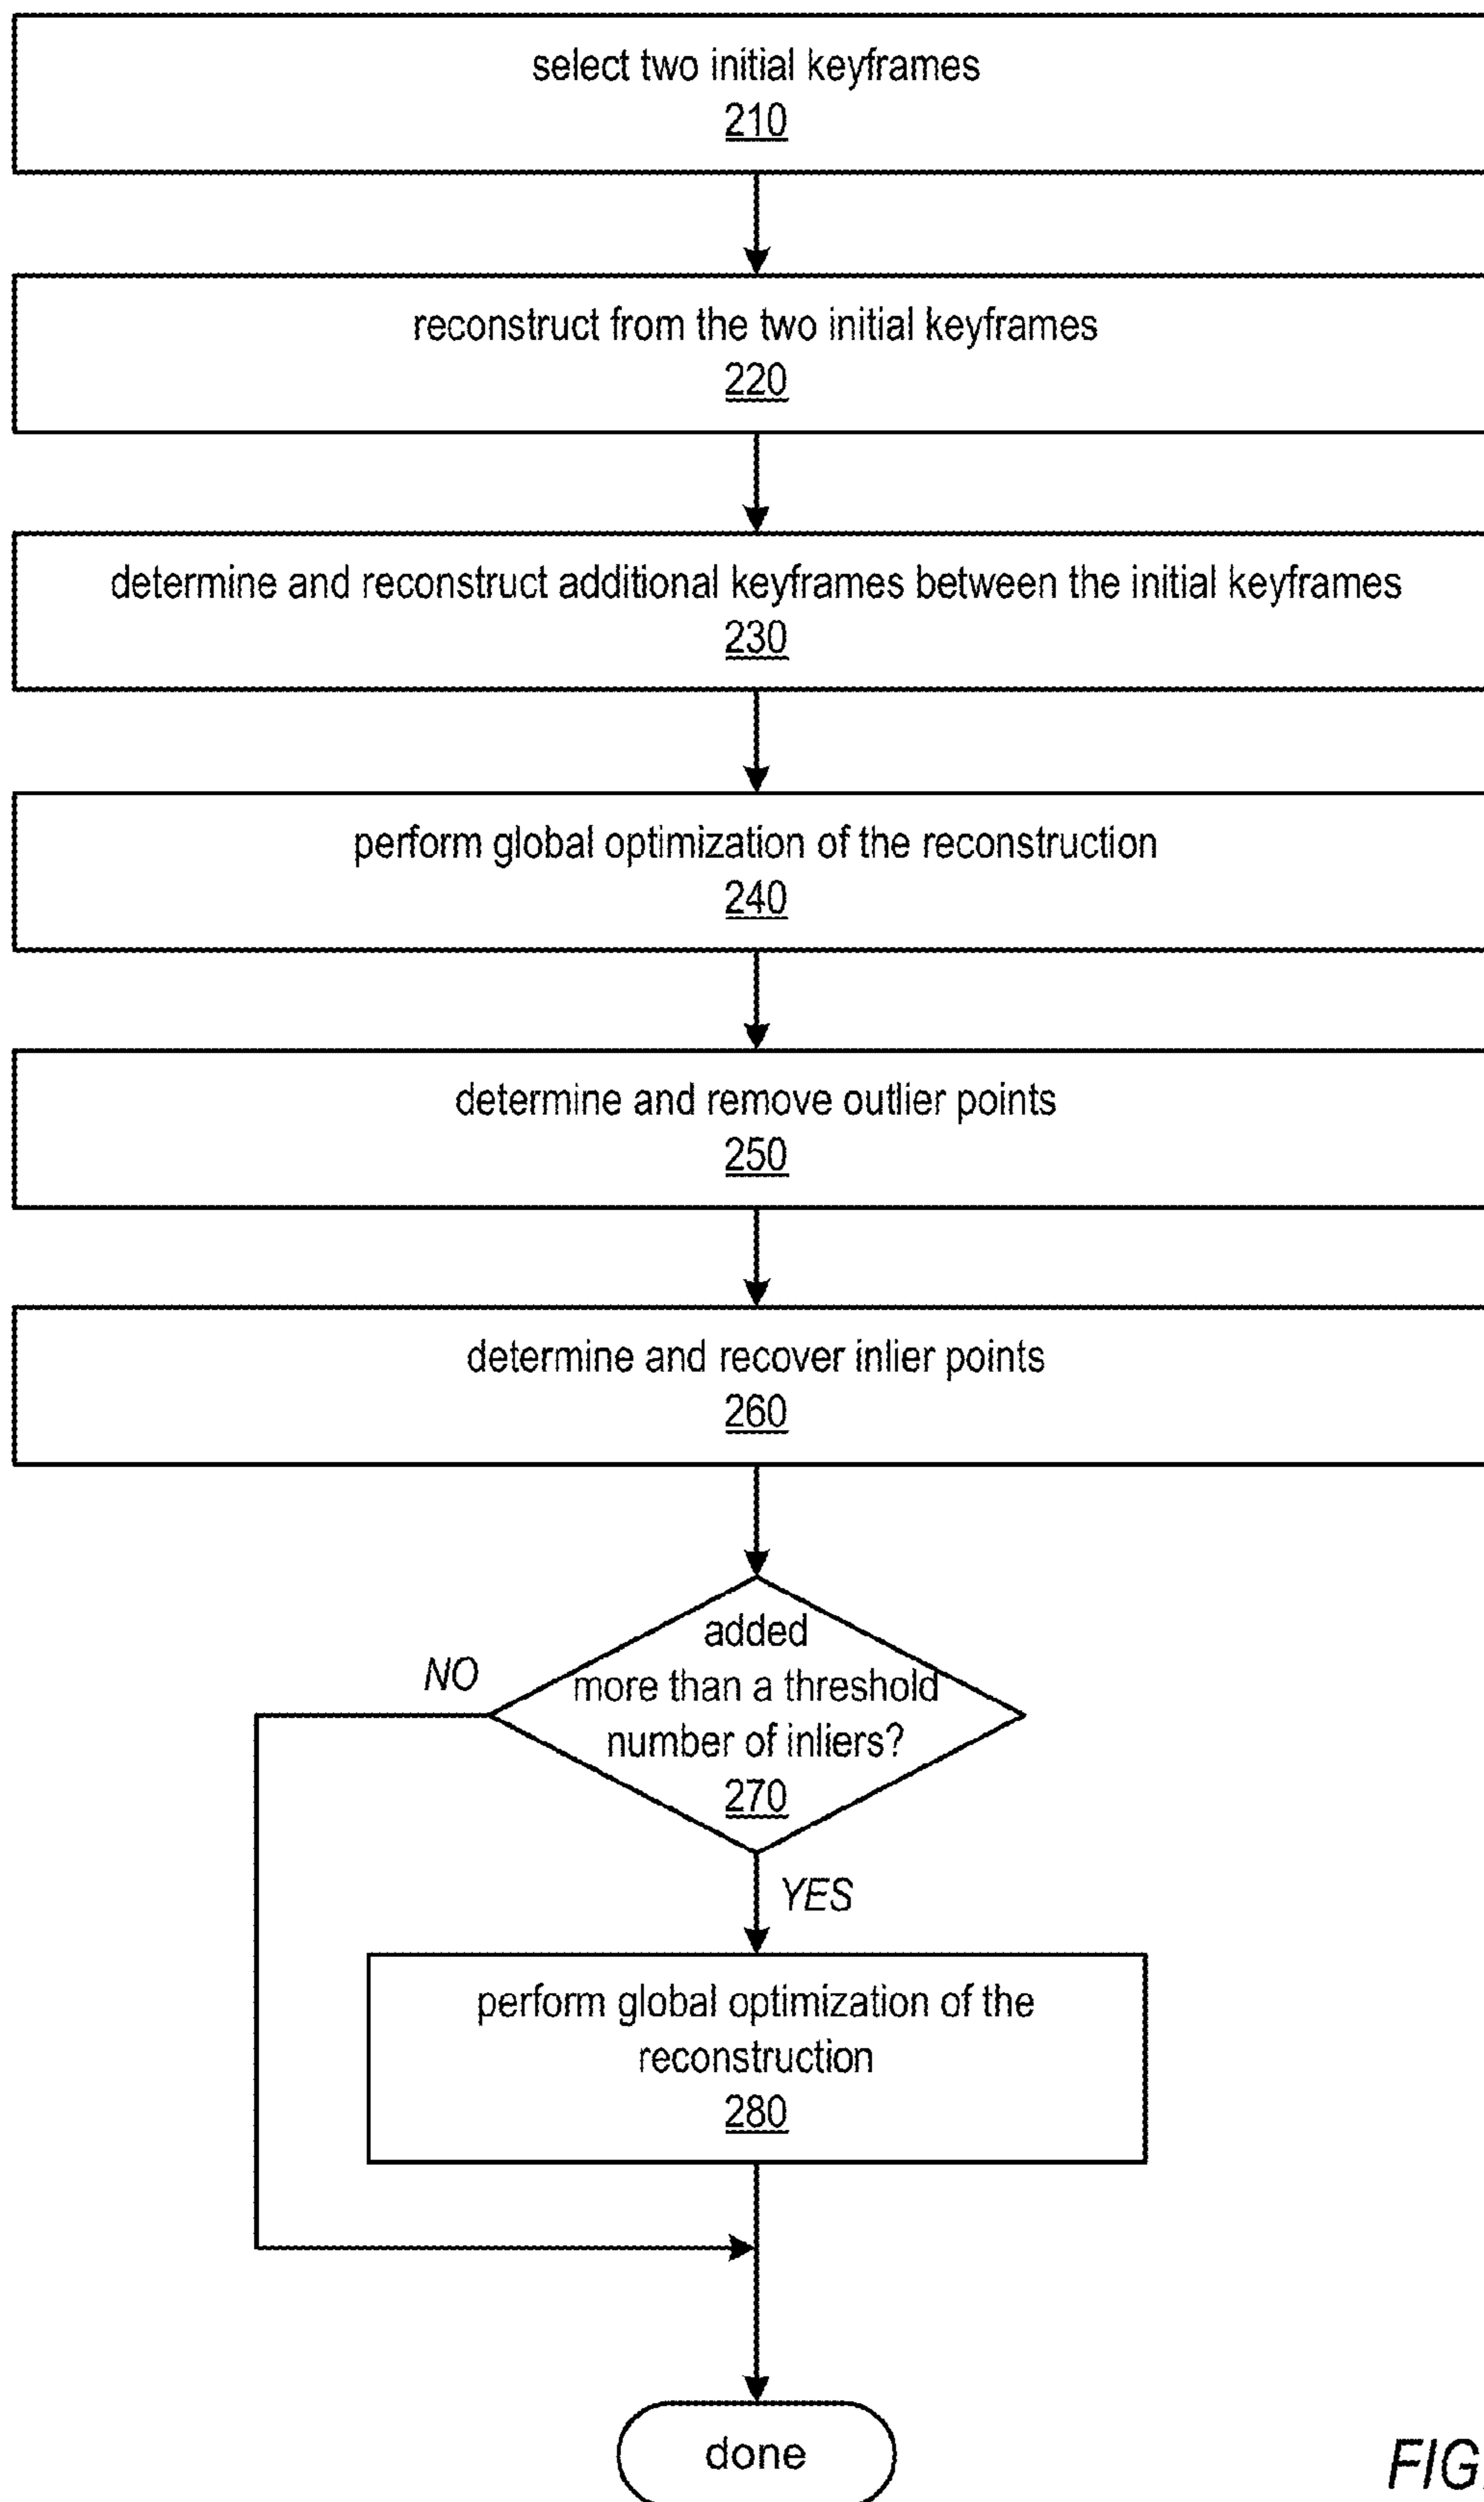 select two initial keyframes
210
reconstruct from the two initial keyframes
220
determine and reconstruct additional keyframes between the initial keyframes
230
perform global optimization of the reconstruction
240
determine and remove outlier points
250
determine and recover inlier points
260
added
more than a threshold
number of inliers?
270
NO
YES
perform global optimization of the
reconstruction
280
done
FIG.